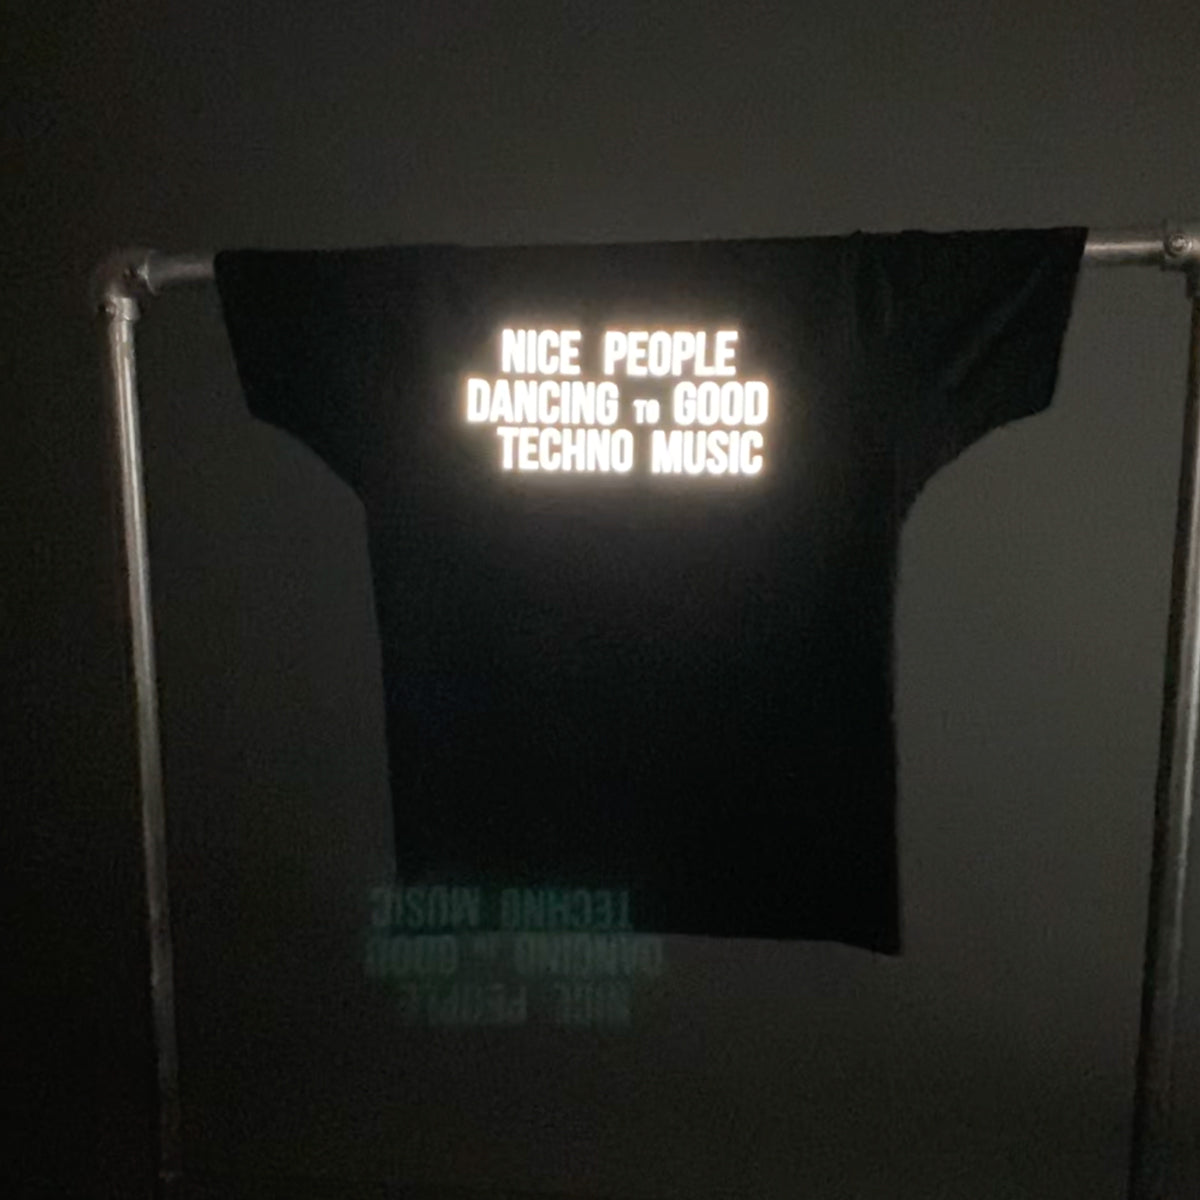 NICE PEOPLE
DANCING TO GOOD
TECHNO MUSIC